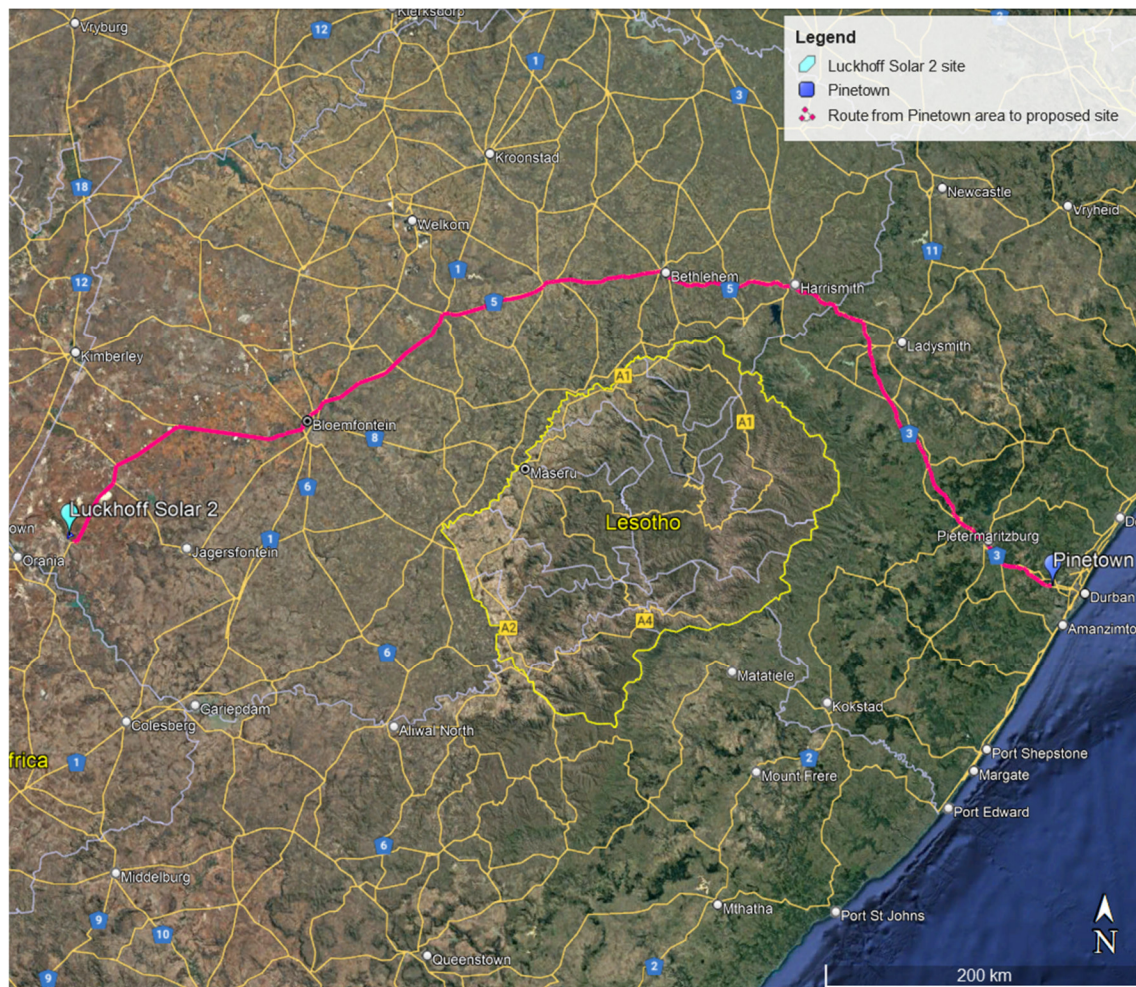 Klerksdorp
Vryburg
12
1
3
Legend
Luckhoff Solar 2 site
Pinetown
Route from Pinetown area to proposed site
Kroonstad
18
Newcastle
Vryheid
Welkom
11
12
1
Bethlehem
5
5
Harrismith
Kimberley
Ladysmith
A1
Bloemfontein
8
A1
3
Maseru
6
Luckhoff Solar 2
own
Lesotho
Pietermaritzburg
1
Jagersfontein
Orania
3
Pinetown
Durban
A2
A4
Amanzimto
6
Matatiele
Gariepdam
Kokstad
Colesberg
Aliwal North
frica
1
2
Port Shepstone
Mount Frere
Margate
Port Edward
6
Middelburg
Mthatha
Port St Johns
9
10
N
Queenstown
2
9
200 km